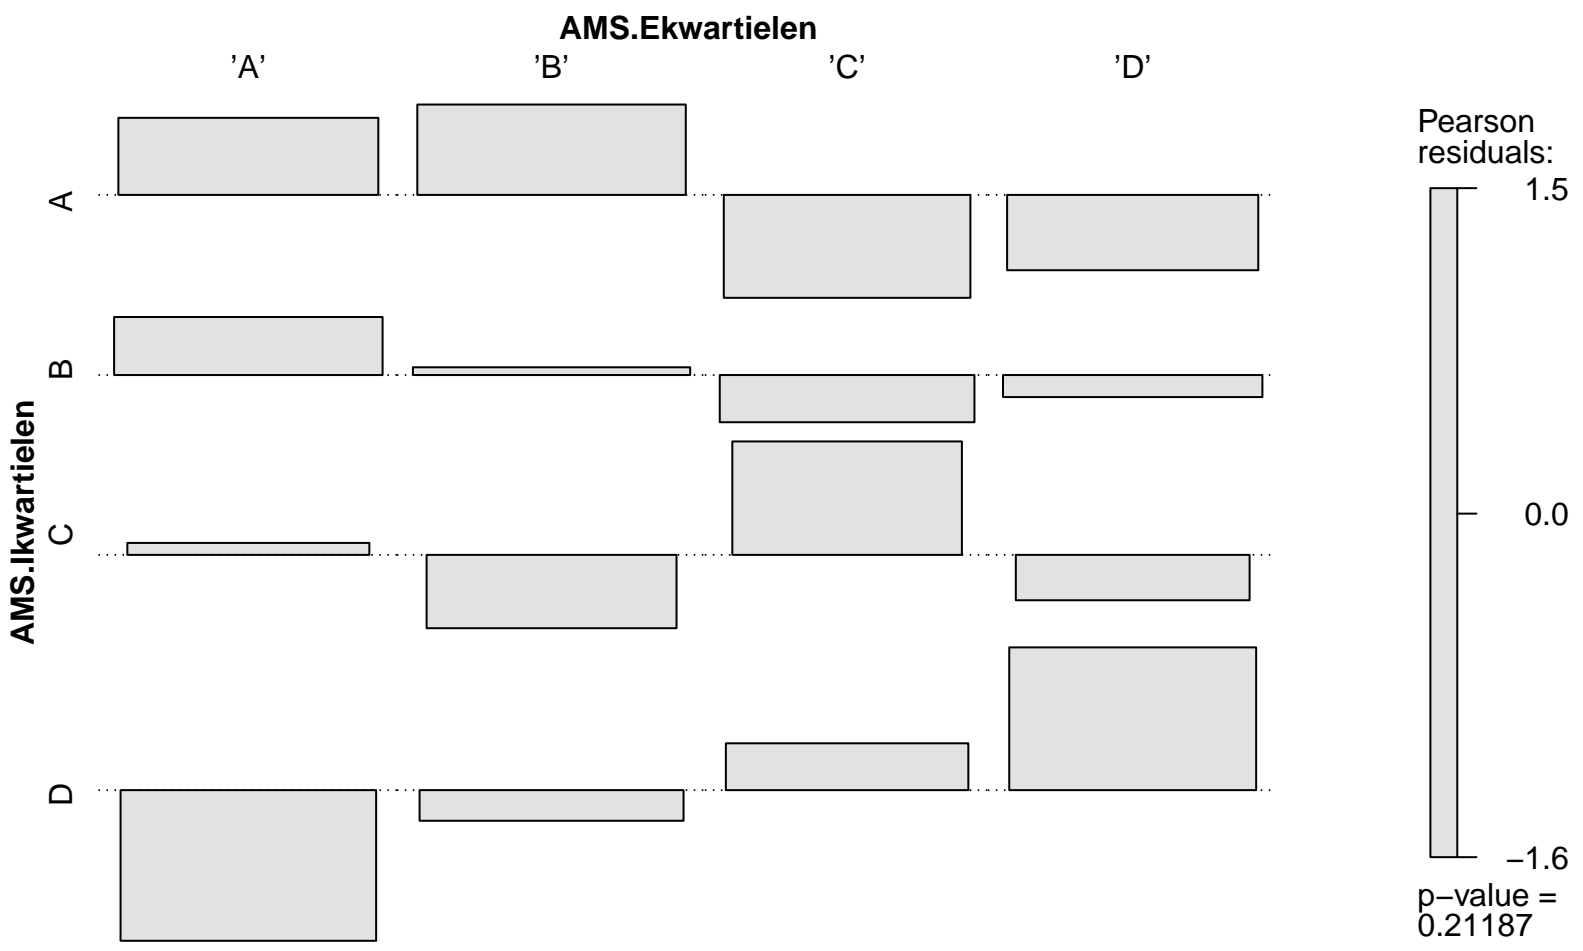 AMS.Ekwartielen
’A’ ’B’ ’C’ ’D’
AMS.Ikwartielen
A
B
C
D
Pearson
residuals:
1.5
0.0
−1.6
p−value =
0.21187